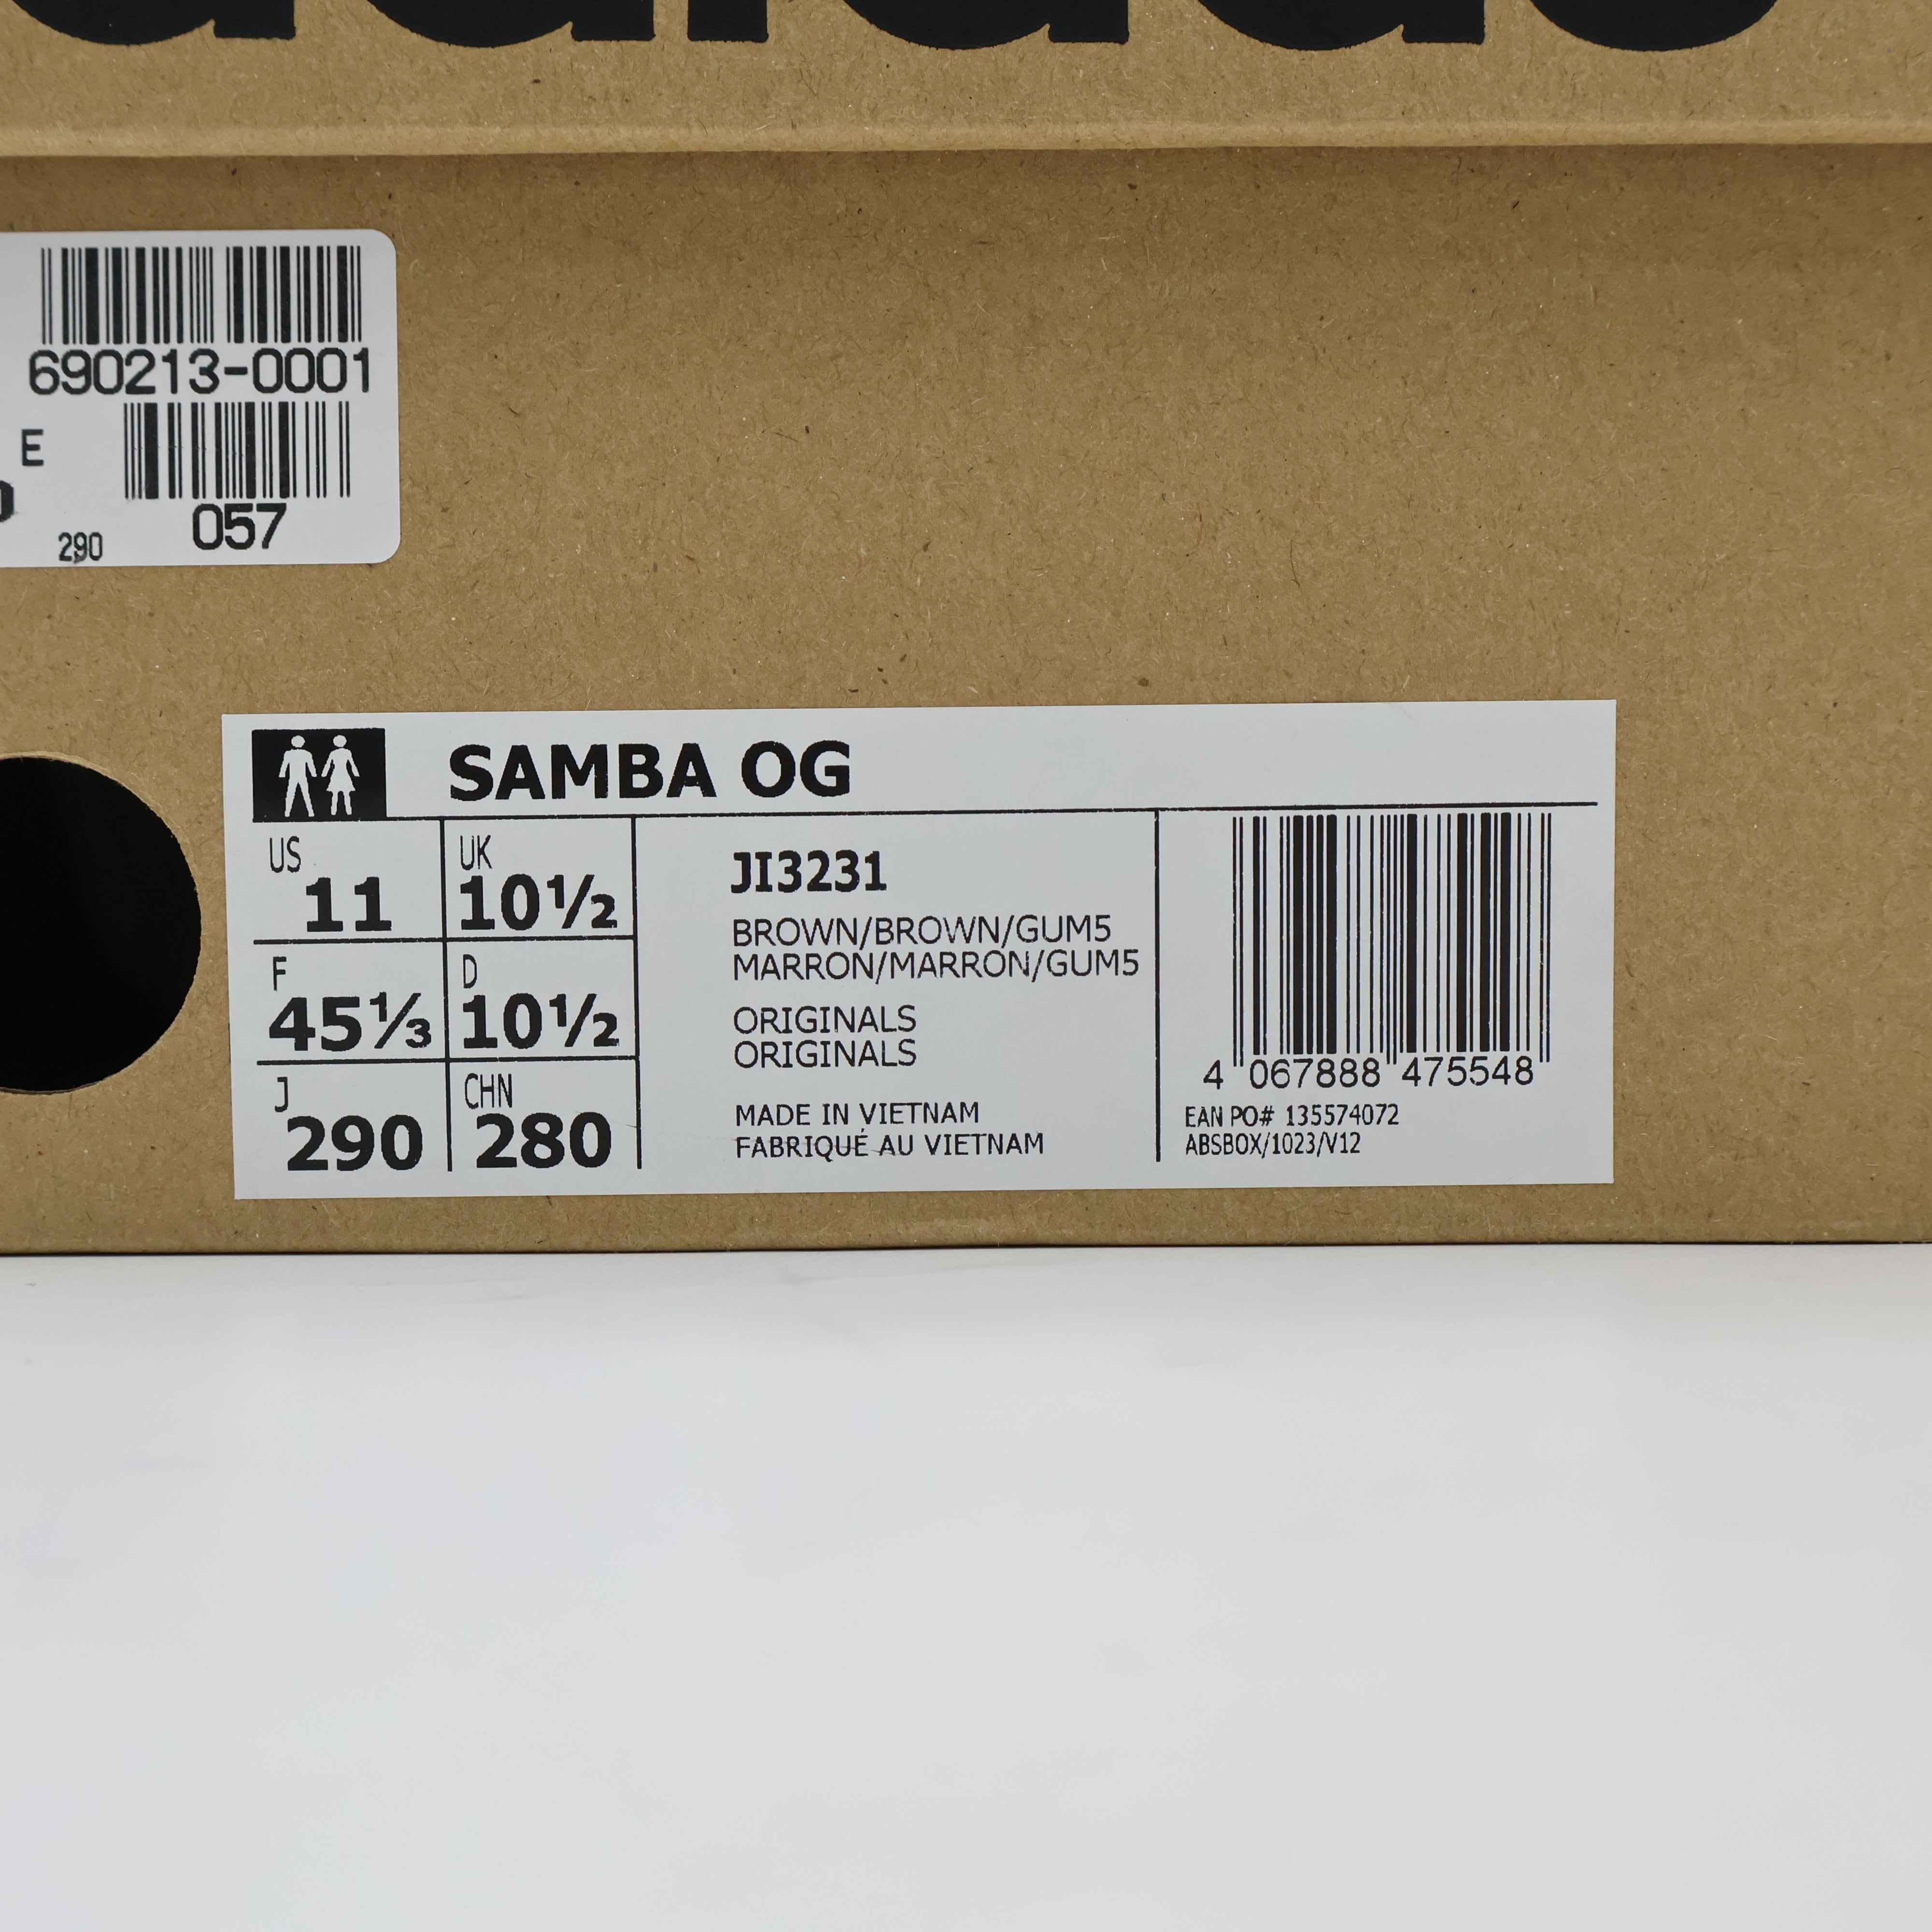 adidas
690213-0001
E
057
290
SAMBA OG
US
11
UK
10½
F
45⅓
D
10½
J
290
CHN
280
JI3231
BROWN/BROWN/GUM5
MARRON/MARRON/GUM5
ORIGINALS
ORIGINALS
MADE IN VIETNAM
FABRIQUÉ AU VIETNAM
4 067888 475548
EAN PO# 135574072
ABSBOX/1023/V12